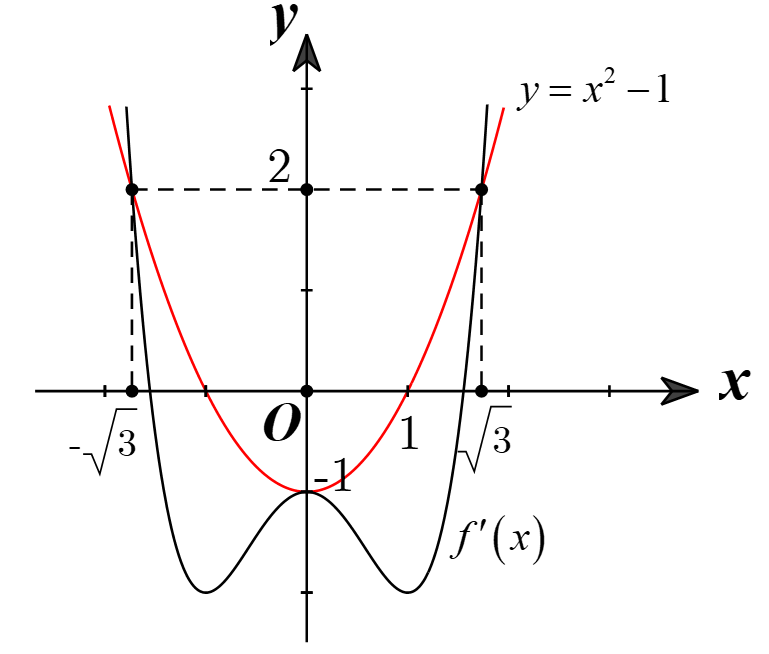 y
y = x² − 1
2
x
O
-√3
1
√3
-1
f′(x)